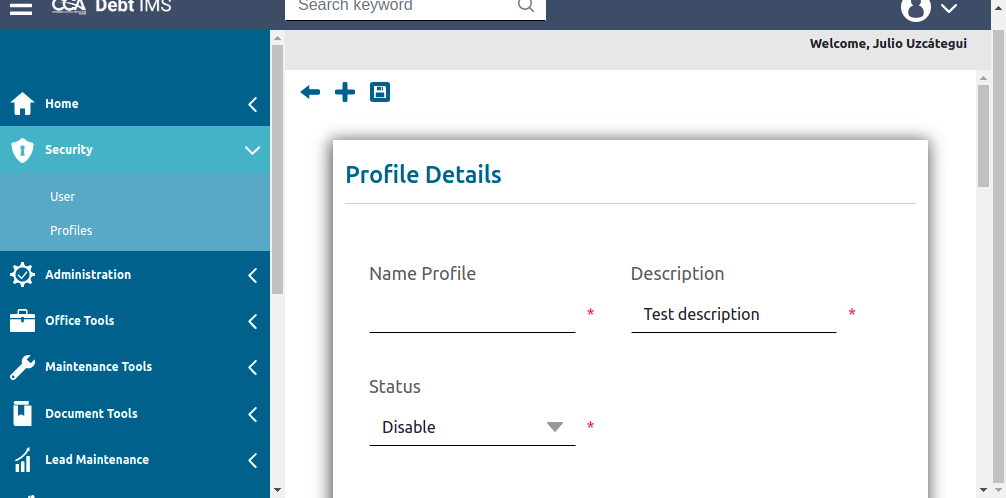 CCA Debt IMS
Search keyword
Welcome, Julio Uzcátegui
Home
Security
User
Profiles
Administration
Office Tools
Maintenance Tools
Document Tools
Lead Maintenance
Profile Details
Name Profile
Description
*
Test description *
Status
Disable *